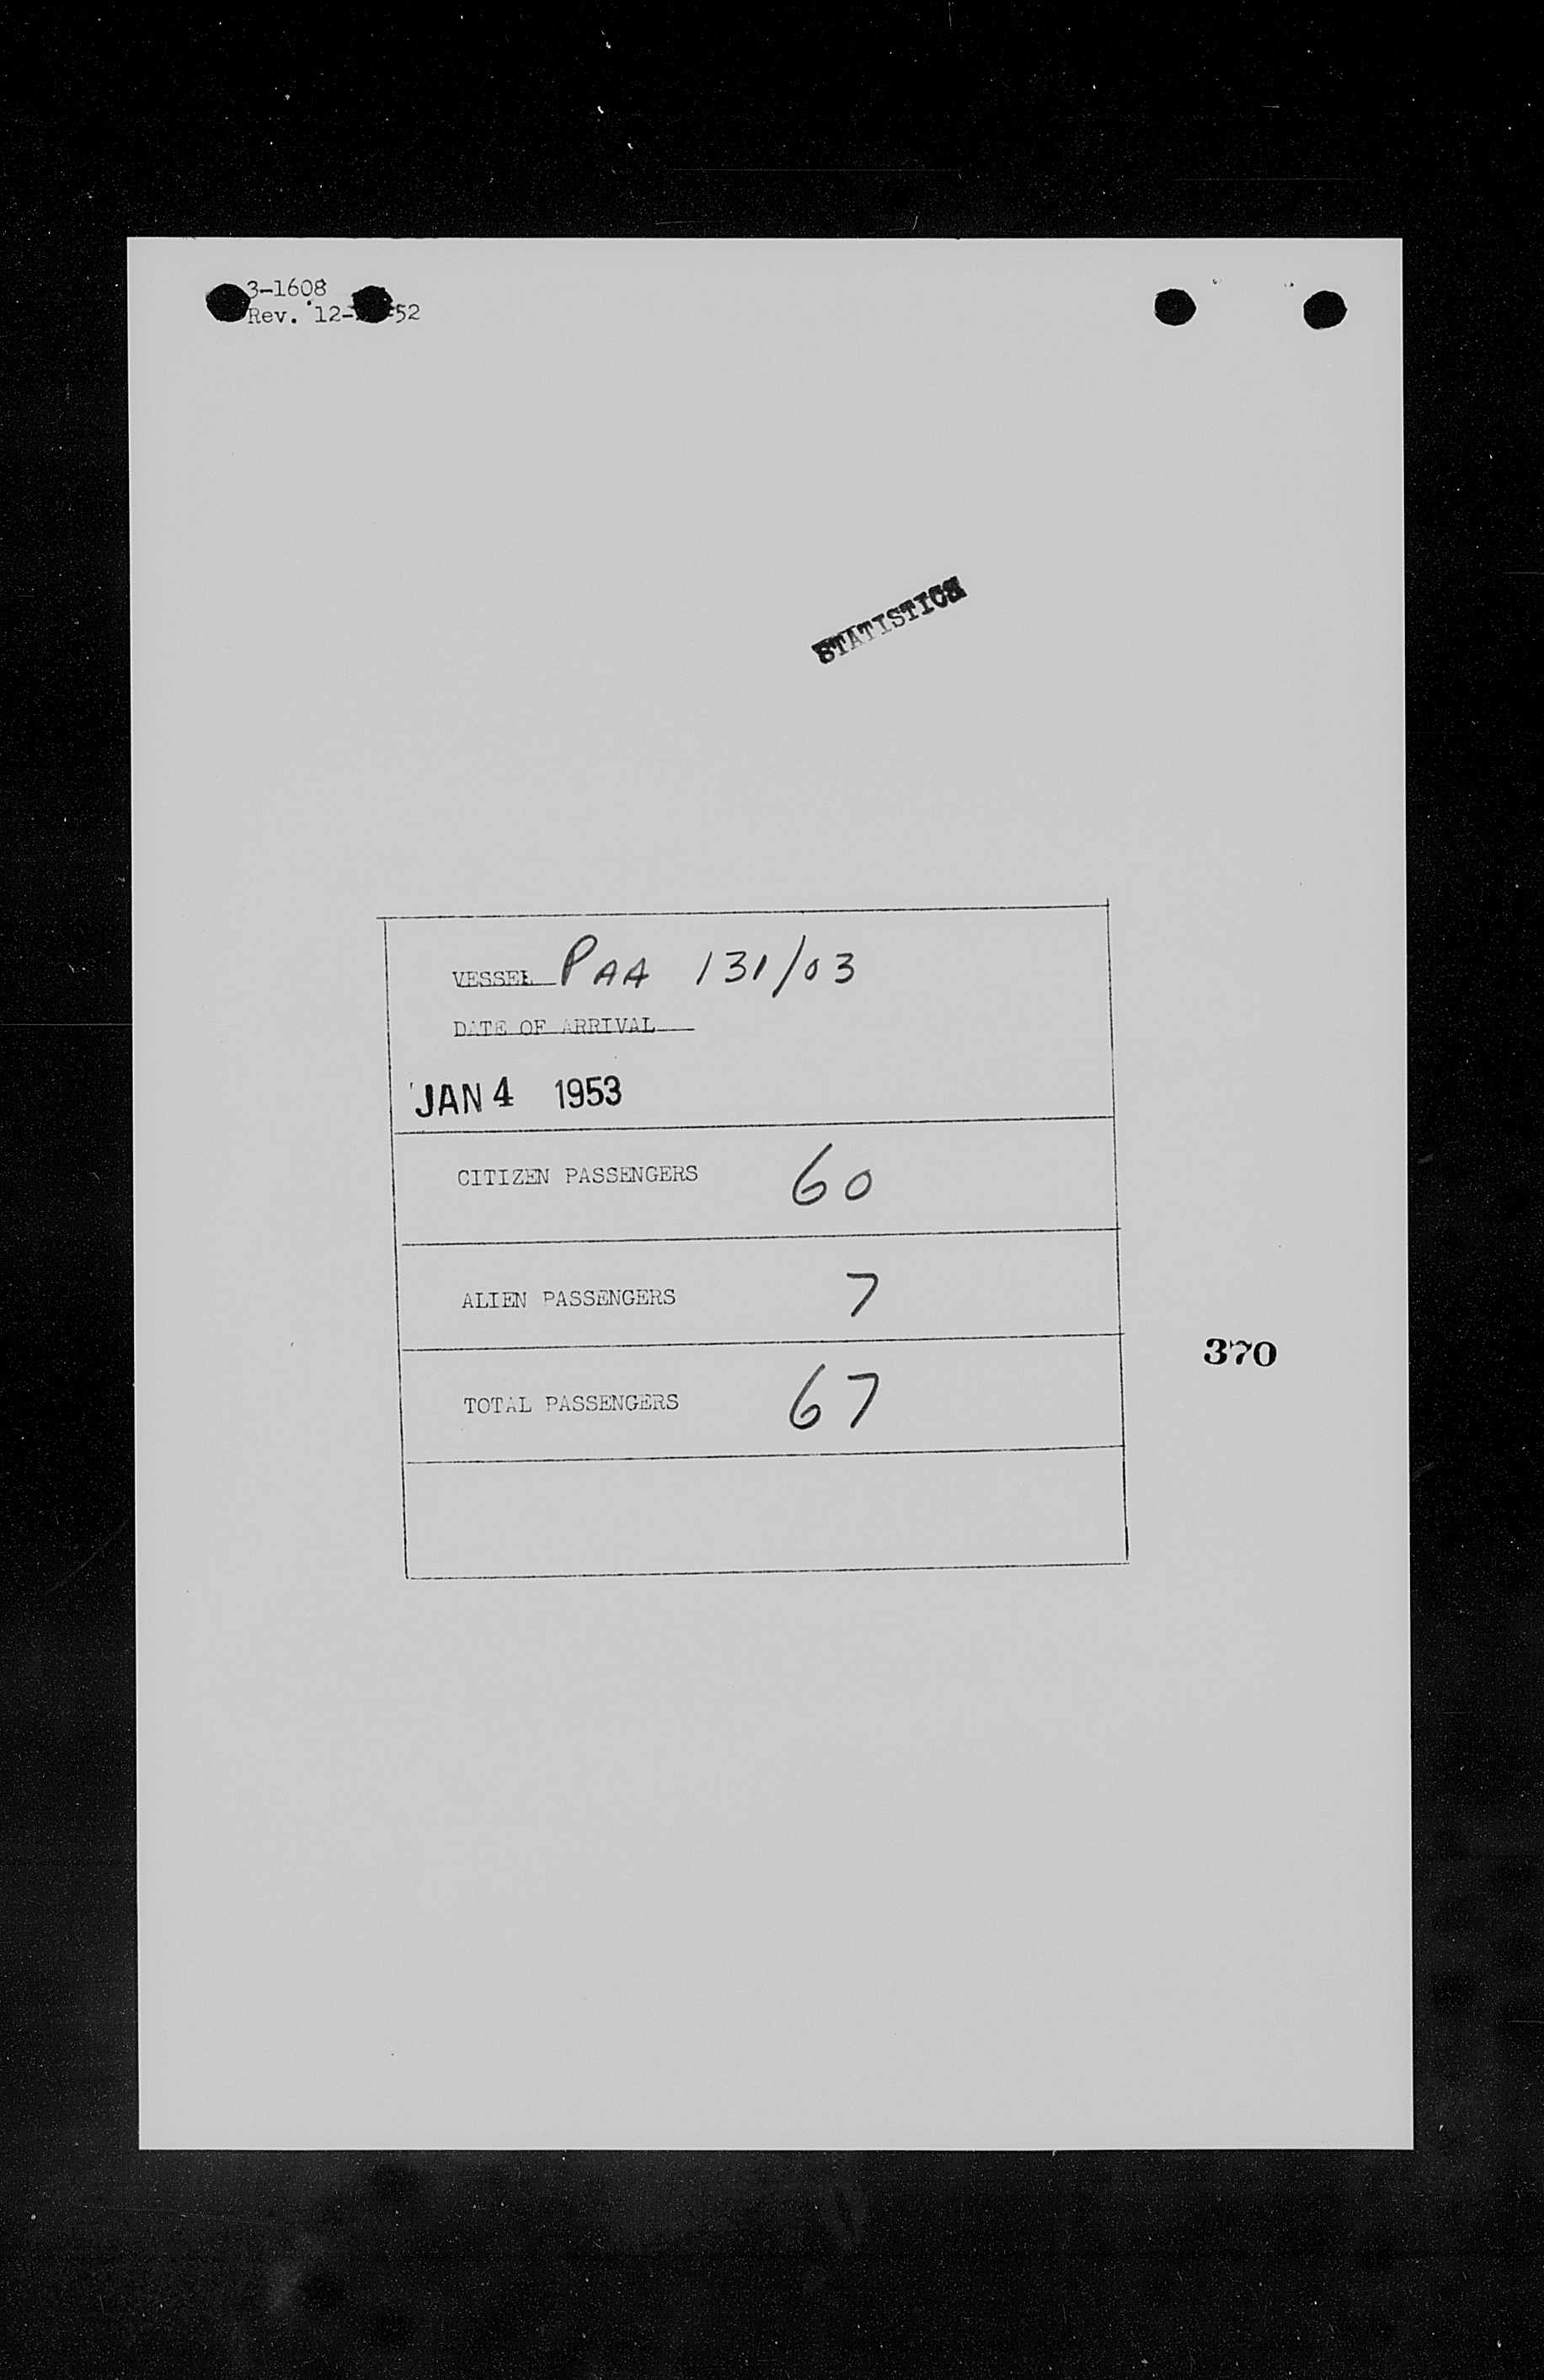 3-1608
Rev. 12- -52
STATISTICS
VESSEL PAA 131/03
DATE OF ARRIVAL
JAN 4 1953
CITIZEN PASSENGERS 60
ALIEN PASSENGERS 7
370
TOTAL PASSENGERS 67